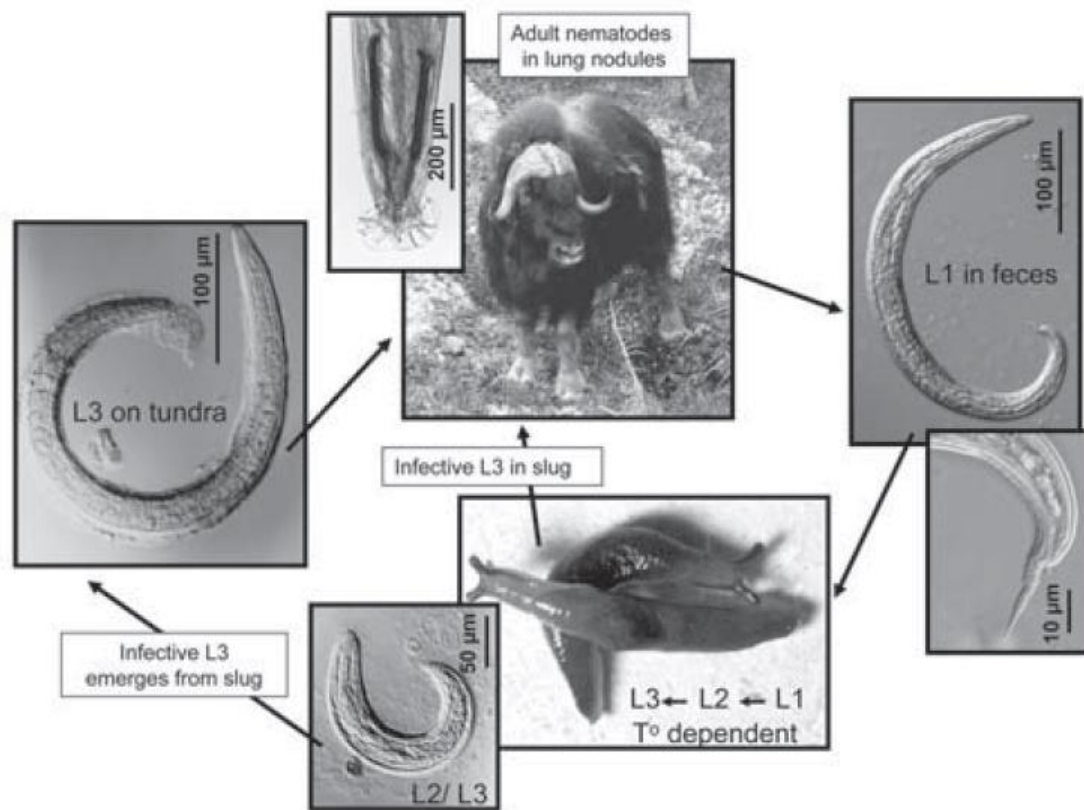 Adult nematodes
in lung nodules
200 µm
100 µm
L1 in feces
100 µm
L3 on tundra
Infective L3 in slug
10 µm
50 µm
Infective L3
emerges from slug
L3← L2 ← L1
Tº dependent
L2/ L3